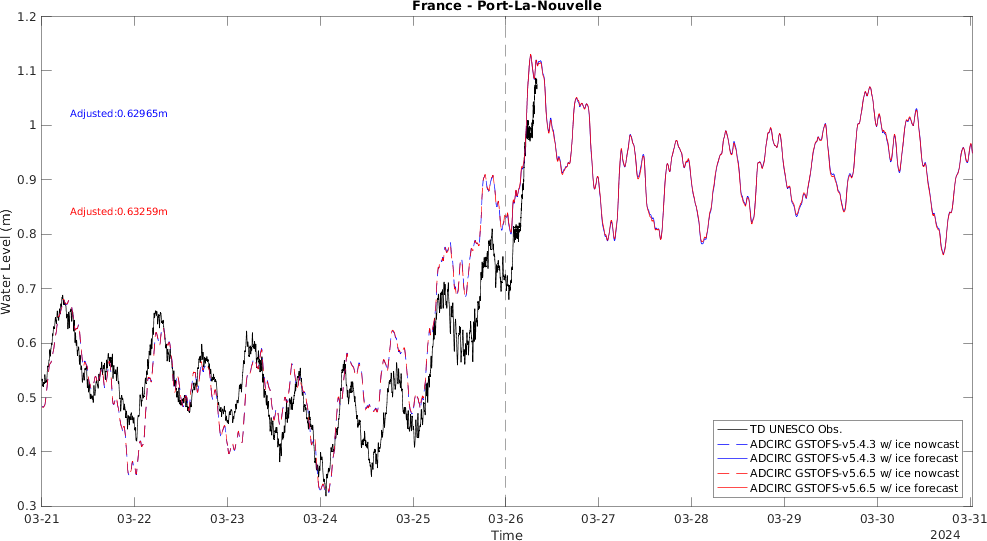 France - Port-La-Nouvelle
1.2
1.1
1
0.9
0.8
0.7
0.6
0.5
0.4
0.3
Water Level (m)
Adjusted:0.62965m
Adjusted:0.63259m
TD UNESCO Obs.
ADCIRC GSTOFS-v5.4.3 w/ ice nowcast
ADCIRC GSTOFS-v5.4.3 w/ ice forecast
ADCIRC GSTOFS-v5.6.5 w/ ice nowcast
ADCIRC GSTOFS-v5.6.5 w/ ice forecast
03-21 03-22 03-23 03-24 03-25 03-26 03-27 03-28 03-29 03-30 03-31
Time
2024